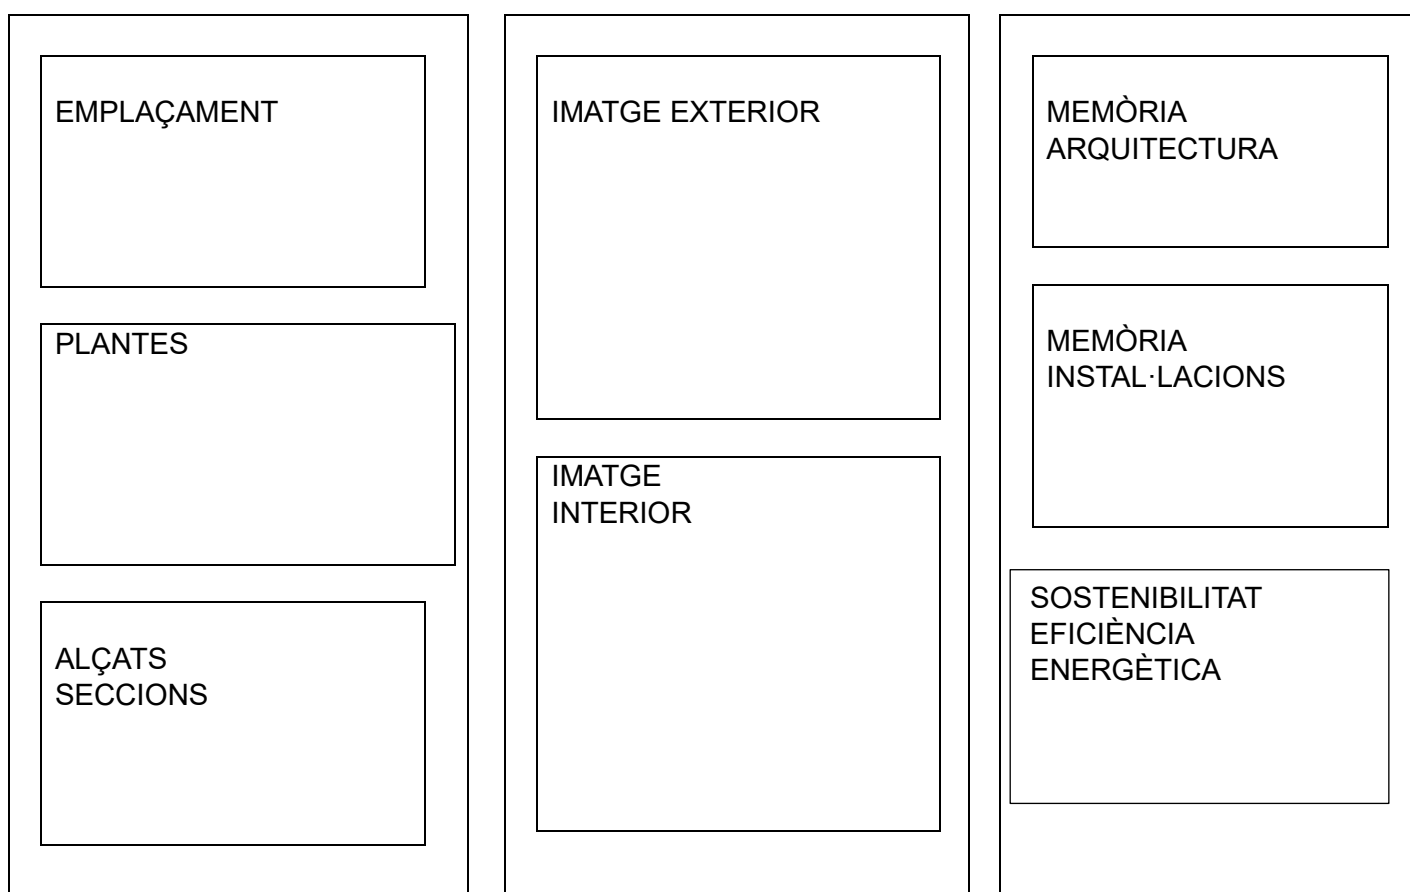 EMPLAÇAMENT
PLANTES
ALÇATS
SECCIONS
IMATGE EXTERIOR
IMATGE
INTERIOR
MEMÒRIA
ARQUITECTURA
MEMÒRIA
INSTAL·LACIONS
SOSTENIBILITAT
EFICIÈNCIA
ENERGÈTICA